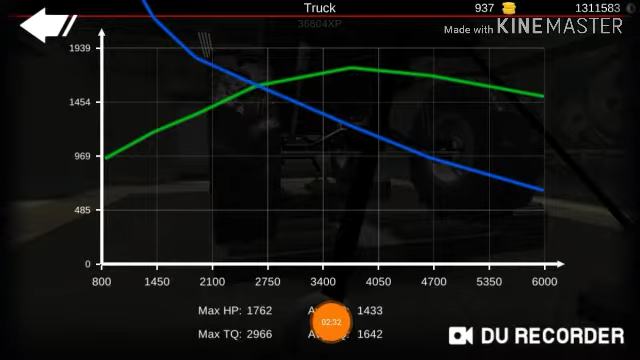 Truck
937
1311583
36604XP
Made with KINEMASTER
1939
1454
969
485
0
800 1450 2100 2750 3400 4050 4700 5350 6000
Max HP: 1762
1433
02:32
Max TQ: 2966
1642
DU RECORDER